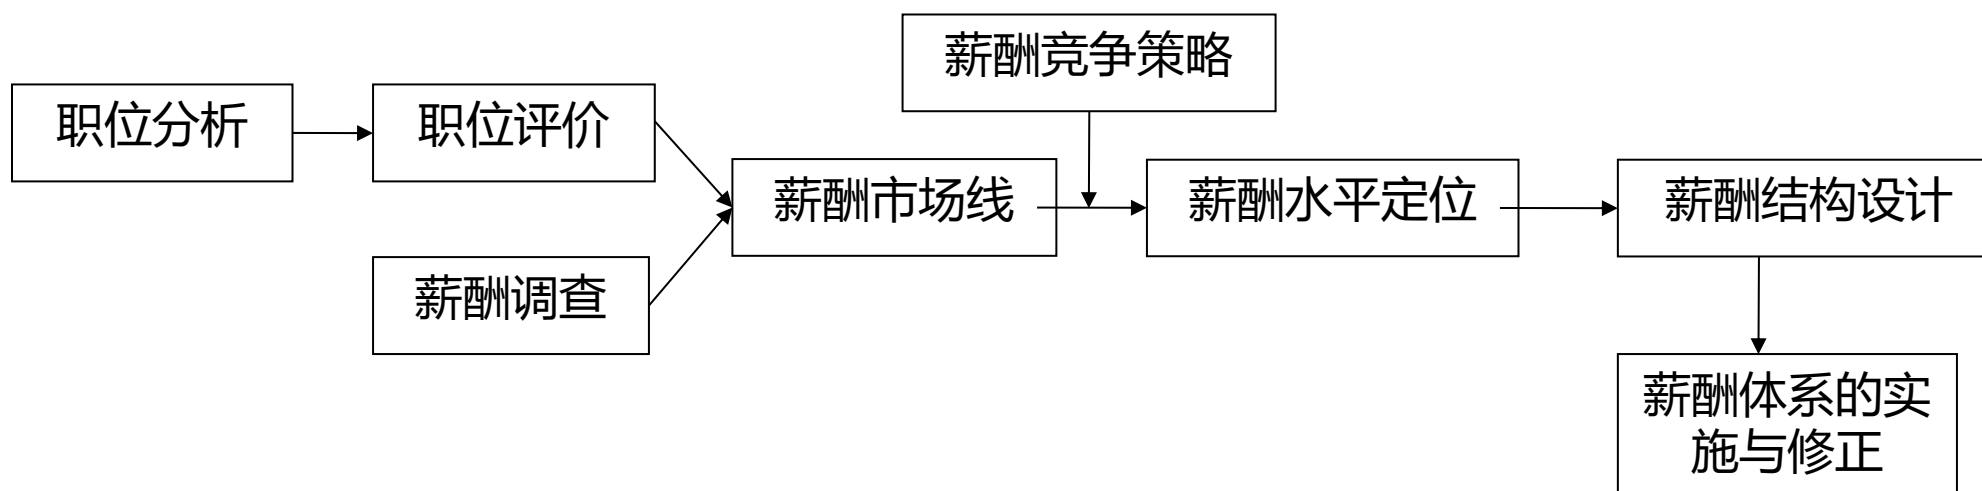 薪酬竞争策略
职位分析
职位评价
薪酬市场线
薪酬水平定位
薪酬结构设计
薪酬调查
薪酬体系的实
施与修正